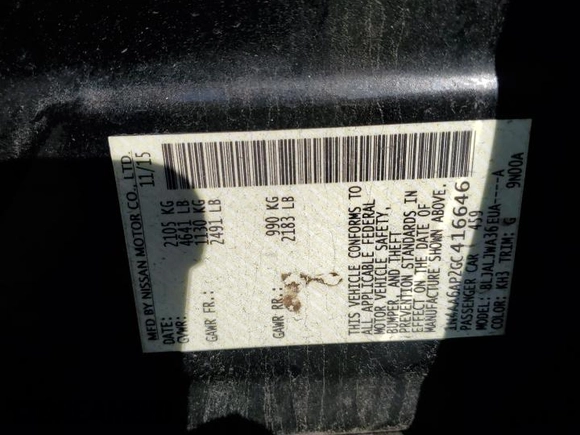 MFD BY NISSAN MOTOR CO., LTD.
DATE: 11/15
GVWR: 2105 KG
4641 LB
GAWR FR.: 1130 KG
2491 LB
GAWR RR.: 990 KG
2183 LB
THIS VEHICLE CONFORMS TO
ALL APPLICABLE FEDERAL
MOTOR VEHICLE SAFETY,
BUMPER, AND THEFT
PREVENTION STANDARDS IN
EFFECT ON THE DATE OF
MANUFACTURE SHOWN ABOVE.
1N4AA6AP7GC416646
PASSENGER CAR 459
MODEL: BLJALJWA36EUA----A
COLOR: KH3 TRIM: G 9N00A